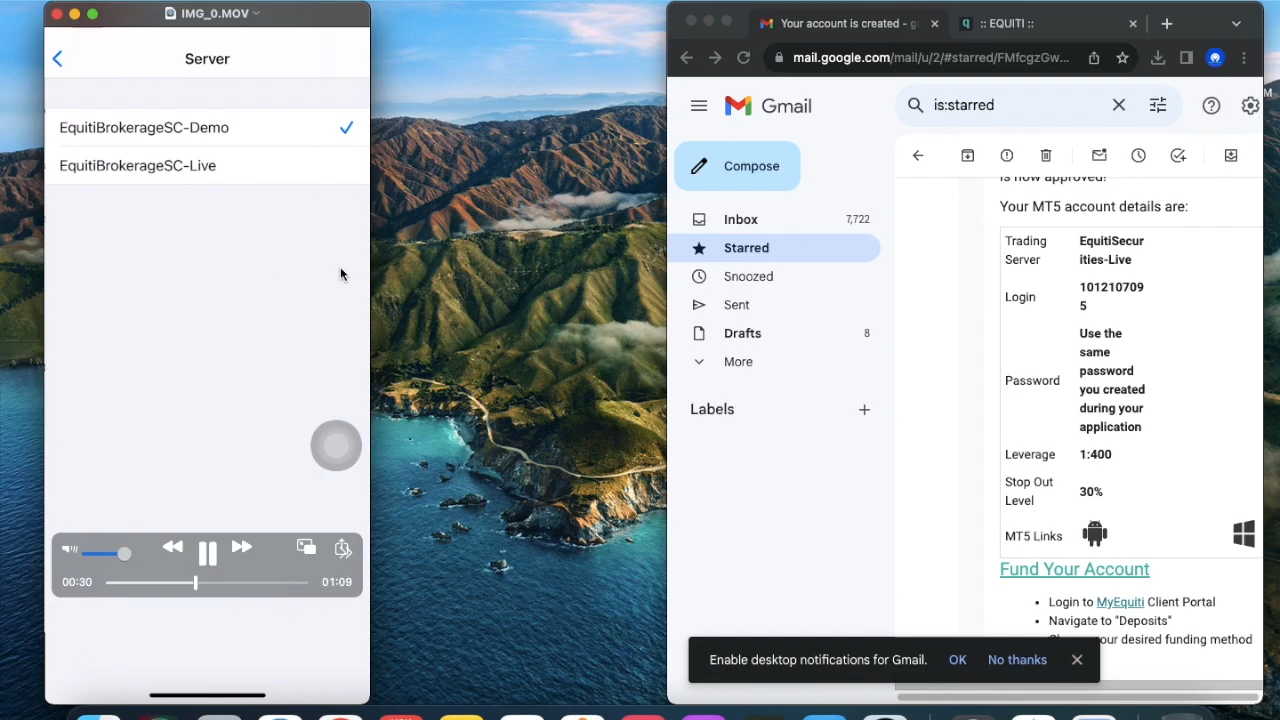 IMG_0.MOV
Server
EquitiBrokerageSC-Demo
EquitiBrokerageSC-Live
00:30
01:09
Your account is created - g
:: EQUITI ::
mail.google.com/mail/u/2/#starred/FMfcgzGw...
M
Gmail
is:starred
Compose
Inbox 7,722
Starred
Snoozed
Sent
Drafts 8
More
Labels
is now approved!
Your MT5 account details are:
Trading Server
EquitiSecur
ities-Live
Login
101210709
5
Password
Use the
same
password
you created
during your
application
Leverage 1:400
Stop Out
Level
30%
MT5 Links
Fund Your Account
Login to MyEquiti Client Portal
Navigate to "Deposits"
our desired funding method
Enable desktop notifications for Gmail. OK No thanks